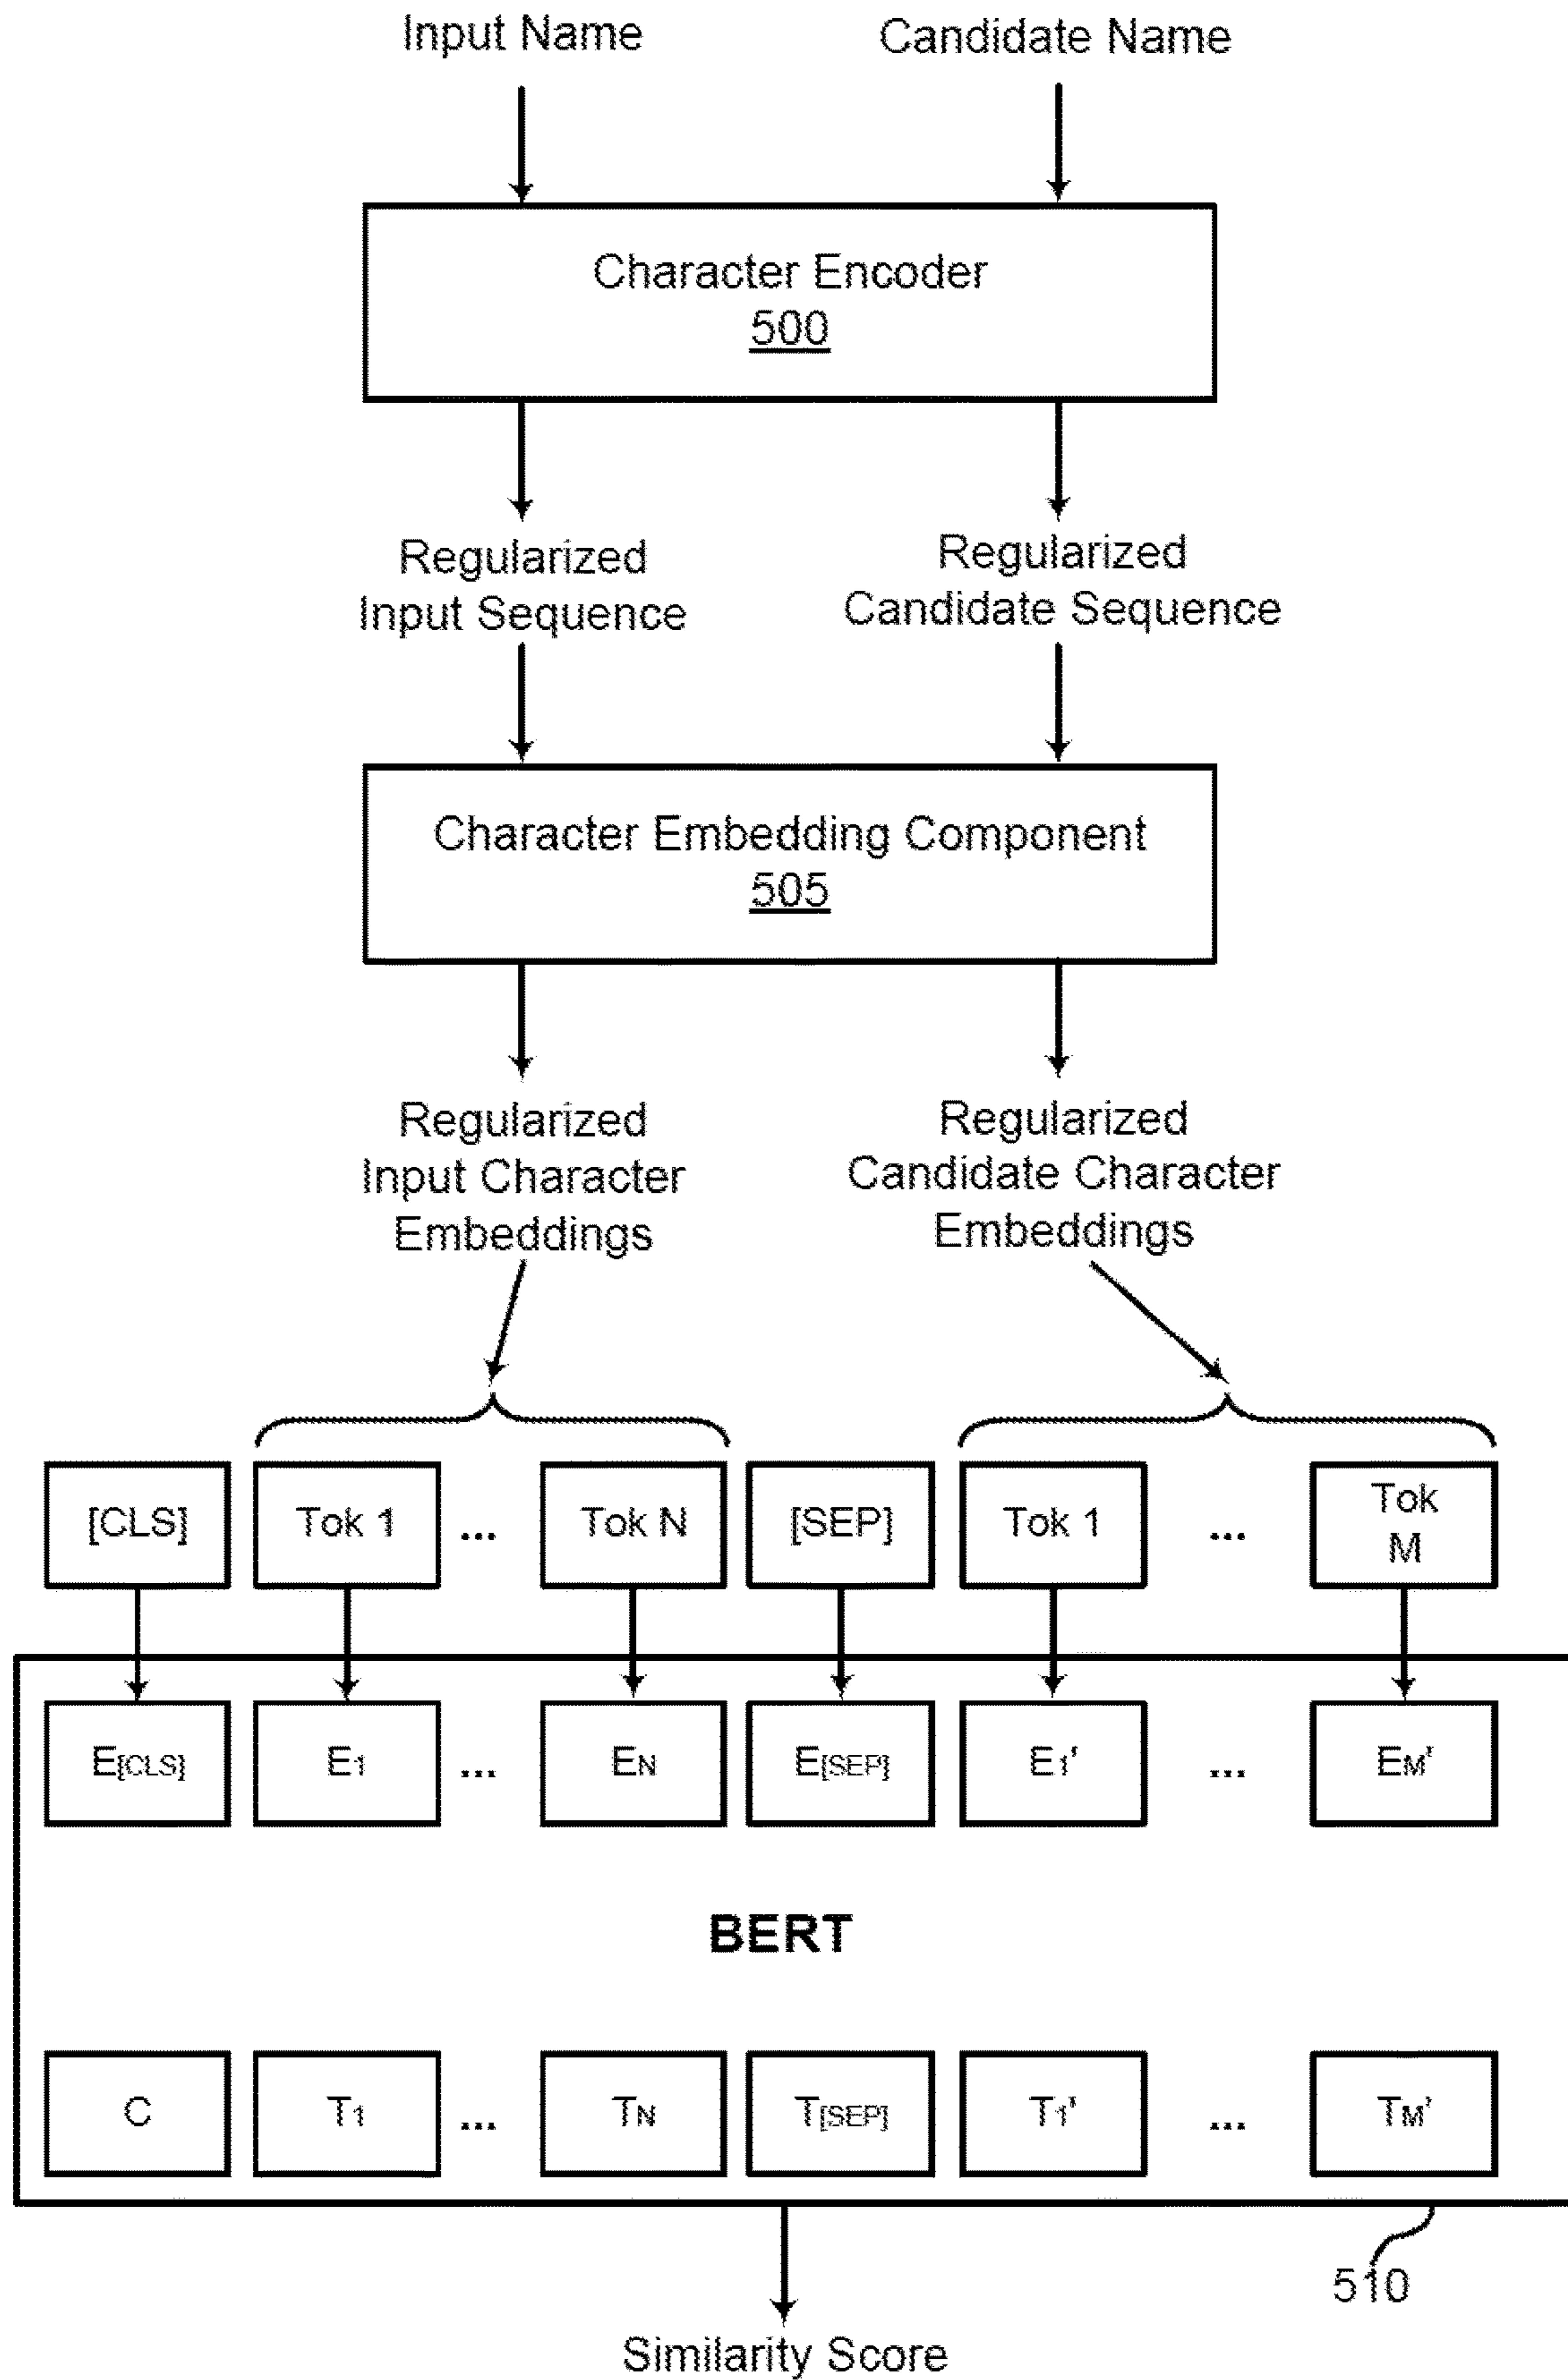 Input Name
Candidate Name
Character Encoder
500
Regularized
Input Sequence
Regularized
Candidate Sequence
Character Embedding Component
505
Regularized
Input Character
Embeddings
Regularized
Candidate Character
Embeddings
[CLS] Tok 1 ... Tok N [SEP] Tok 1 ... Tok M
E[CLS] E1 ... EN E[SEP] E1' ... EM'
BERT
C T1 ... TN T[SEP] T1' ... TM'
510
Similarity Score